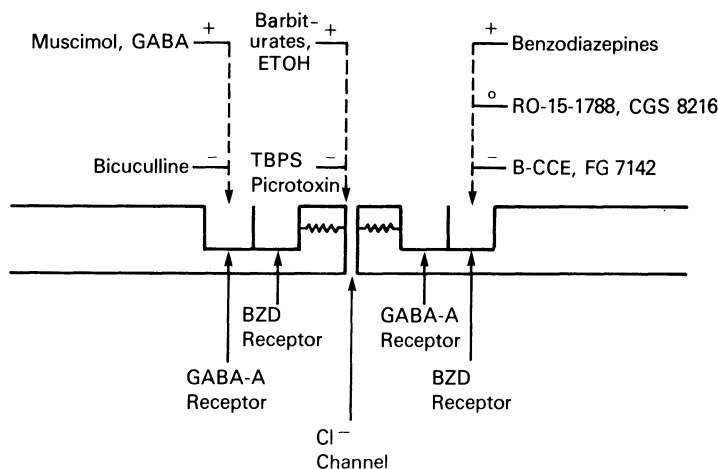 Muscimol, GABA +
Bicuculline −
Barbit-
urates, +
ETOH
TBPS −
Picrotoxin
+ Benzodiazepines
o RO-15-1788, CGS 8216
− B-CCE, FG 7142
BZD
Receptor
GABA-A
Receptor
GABA-A
Receptor
BZD
Receptor
Cl−
Channel